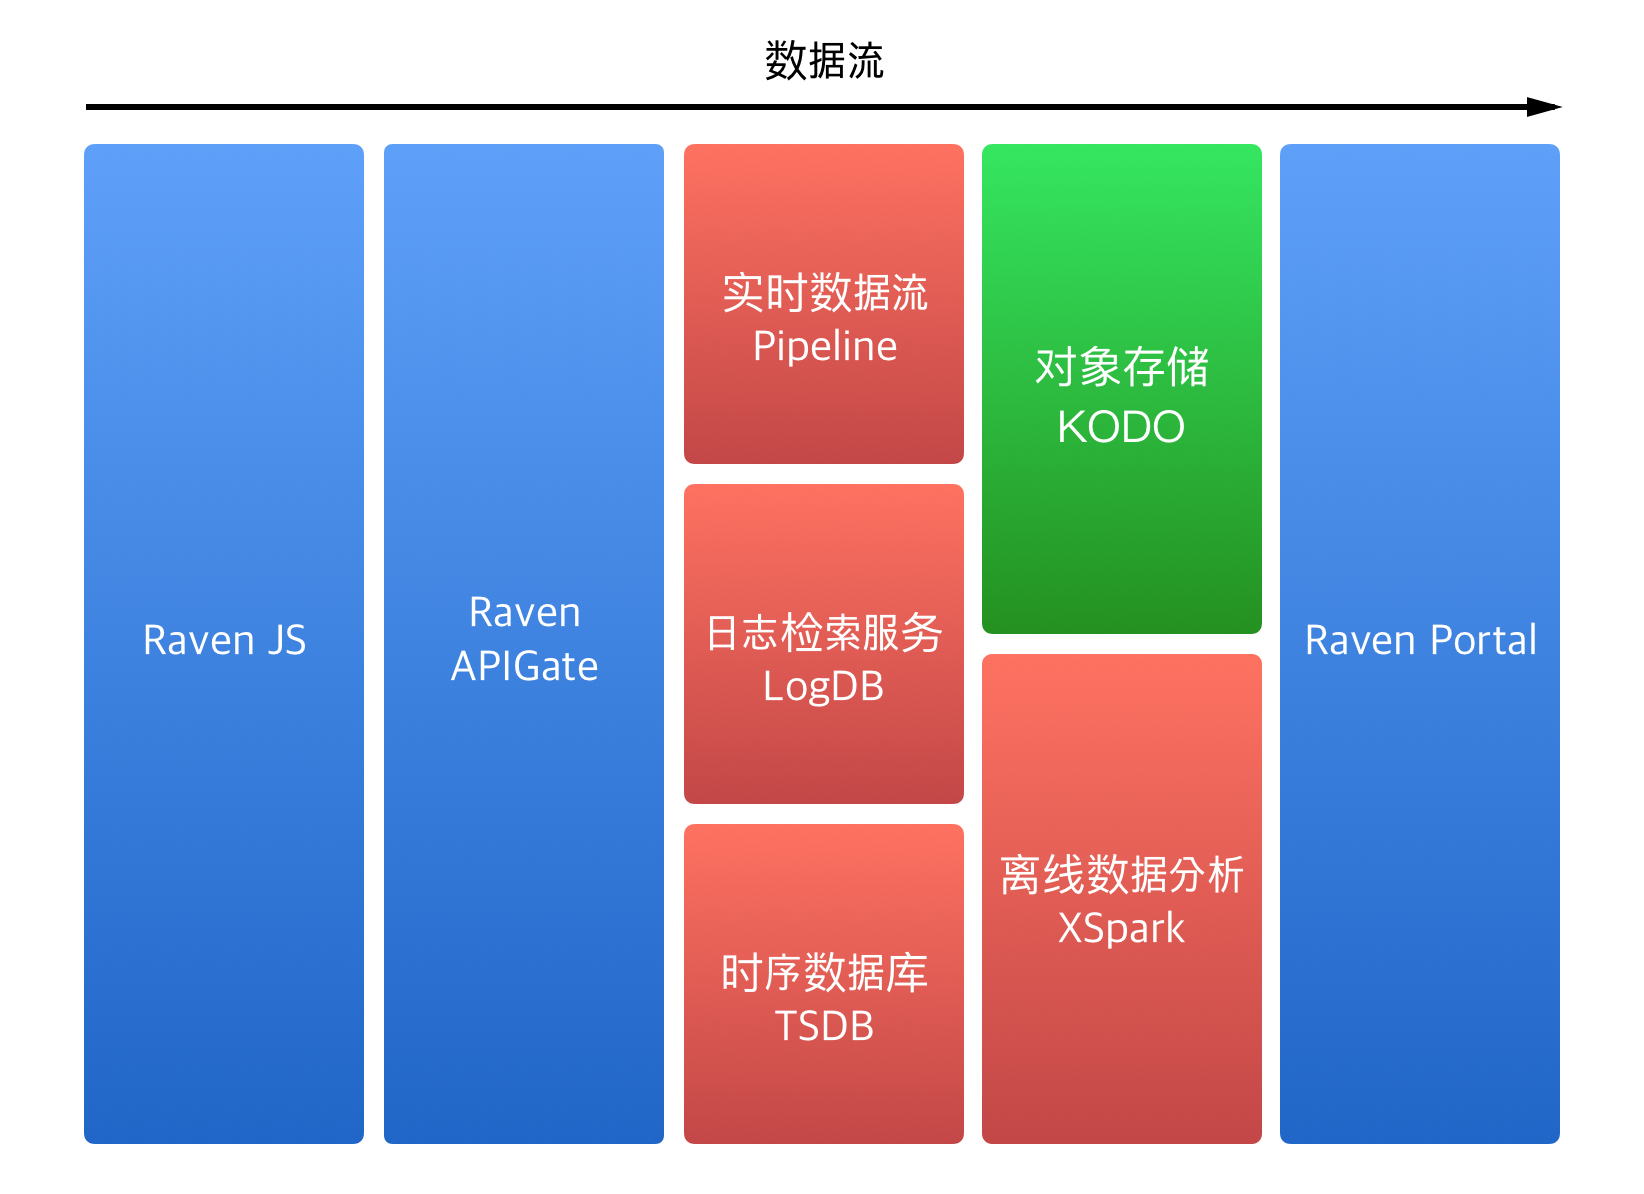 数据流
Raven JS
Raven
APIGate
实时数据流
Pipeline
日志检索服务
LogDB
时序数据库
TSDB
对象存储
KODO
离线数据分析
XSpark
Raven Portal